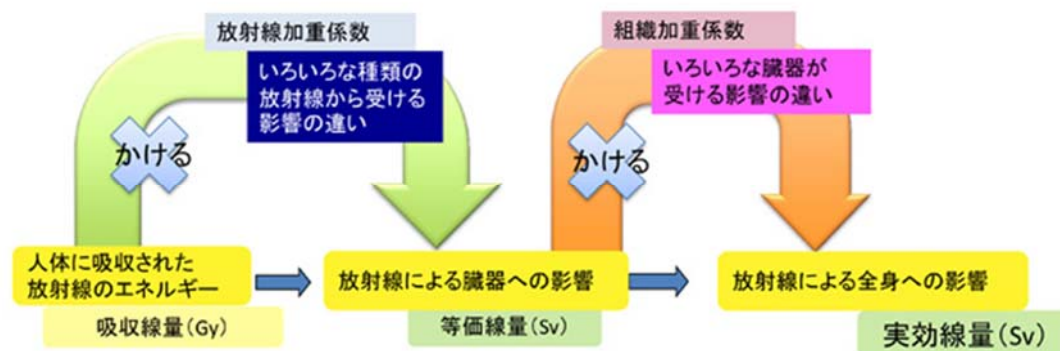 放射線加重係数
いろいろな種類の
放射線から受ける
影響の違い
かける
組織加重係数
いろいろな臓器が
受ける影響の違い
かける
人体に吸収された
放射線のエネルギー
吸収線量(Gy)
放射線による臓器への影響
等価線量(Sv)
放射線による全身への影響
実効線量(Sv)